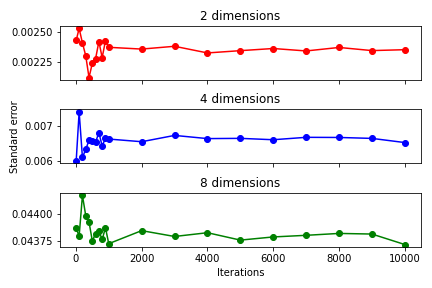 2 dimensions
0.00250
0.00225
4 dimensions
0.007
0.006
Standard error
8 dimensions
0.04400
0.04375
0 2000 4000 6000 8000 10000
Iterations